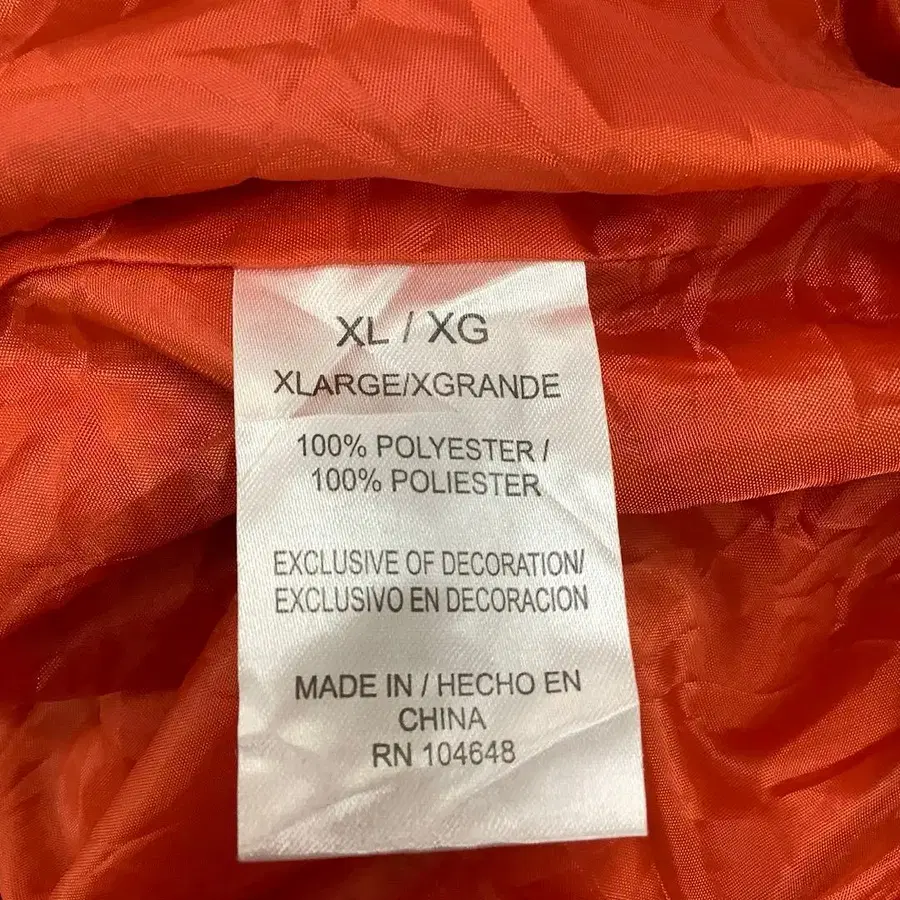 XL / XG
XLARGE/XGRANDE
100% POLYESTER /
100% POLIESTER
EXCLUSIVE OF DECORATION/
EXCLUSIVO EN DECORACION
MADE IN / HECHO EN
CHINA
RN 104648